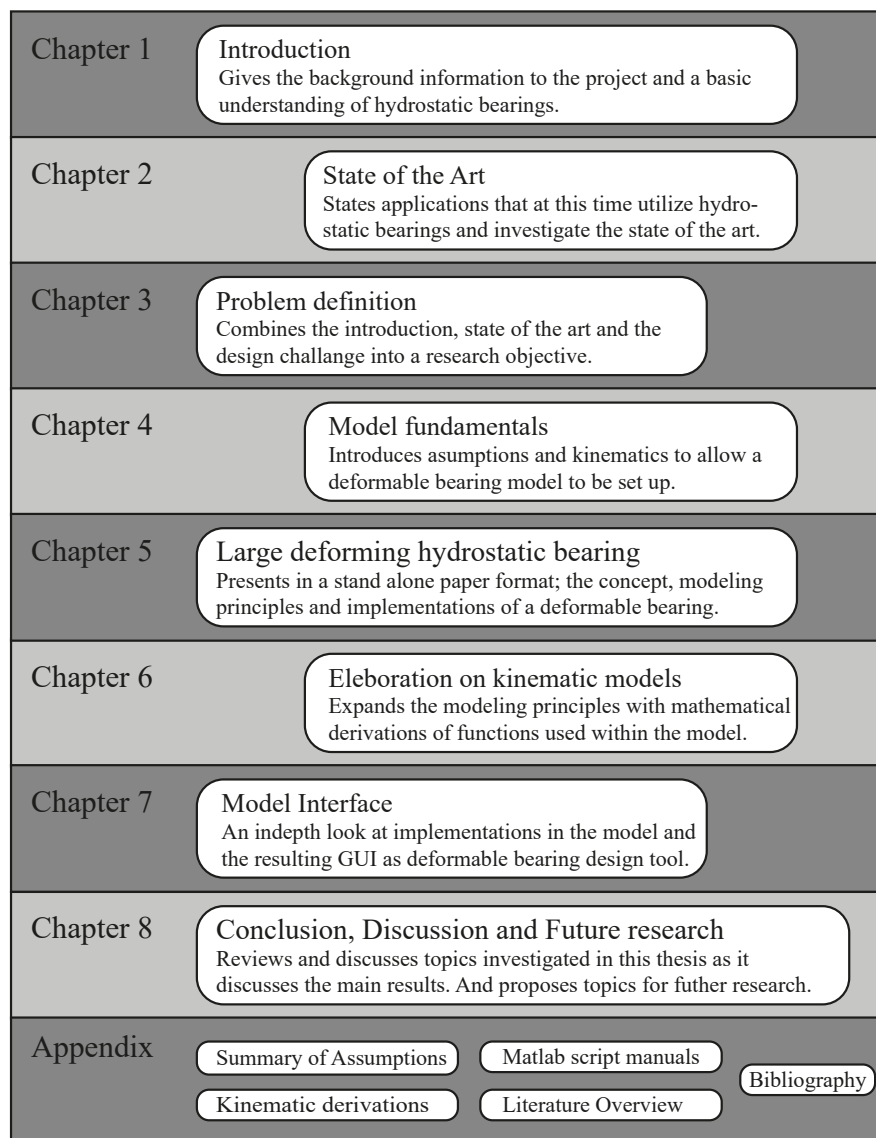 Chapter 1
Introduction
Gives the background information to the project and a basic
understanding of hydrostatic bearings.
Chapter 2
State of the Art
States applications that at this time utilize hydro-
static bearings and investigate the state of the art.
Chapter 3
Problem definition
Combines the introduction, state of the art and the
design challange into a research objective.
Chapter 4
Model fundamentals
Introduces asumptions and kinematics to allow a
deformable bearing model to be set up.
Chapter 5
Large deforming hydrostatic bearing
Presents in a stand alone paper format; the concept, modeling
principles and implementations of a deformable bearing.
Chapter 6
Eleboration on kinematic models
Expands the modeling principles with mathematical
derivations of functions used within the model.
Chapter 7
Model Interface
An indepth look at implementations in the model and
the resulting GUI as deformable bearing design tool.
Chapter 8
Conclusion, Discussion and Future research
Reviews and discusses topics investigated in this thesis as it
discusses the main results. And proposes topics for futher research.
Appendix
Summary of Assumptions
Matlab script manuals
Bibliography
Kinematic derivations
Literature Overview